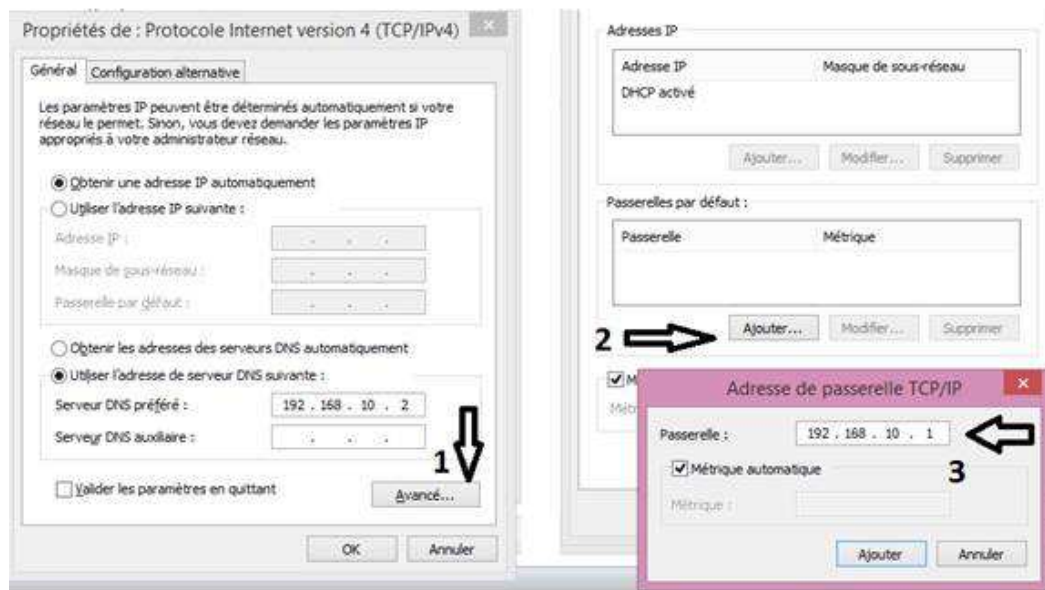 Propriétés de : Protocole Internet version 4 (TCP/IPv4)
Général
Configuration alternative
Les paramètres IP peuvent être déterminés automatiquement si votre
réseau le permet. Sinon, vous devez demander les paramètres IP
appropriés à votre administrateur réseau.
Obtenir une adresse IP automatiquement
Utiliser l'adresse IP suivante :
Adresse IP :
Masque de sous-réseau :
Passerelle par défaut :
Obtenir les adresses des serveurs DNS automatiquement
Utiliser l'adresse de serveur DNS suivante :
Serveur DNS préféré : 192 . 168 . 10 . 2
Serveur DNS auxiliaire : . . .
1
Valider les paramètres en quittant
Avancé...
OK
Annuler
Adresses IP
Adresse IP
Masque de sous-réseau
DHCP activé
Ajouter...
Modifier...
Supprimer
Passerelles par défaut :
Passerelle
Métrique
2
Ajouter...
Modifier...
Supprimer
Adresse de passerelle TCP/IP
Passerelle : 192 . 168 . 10 . 1
3
Métrique automatique
Métrique :
Ajouter
Annuler